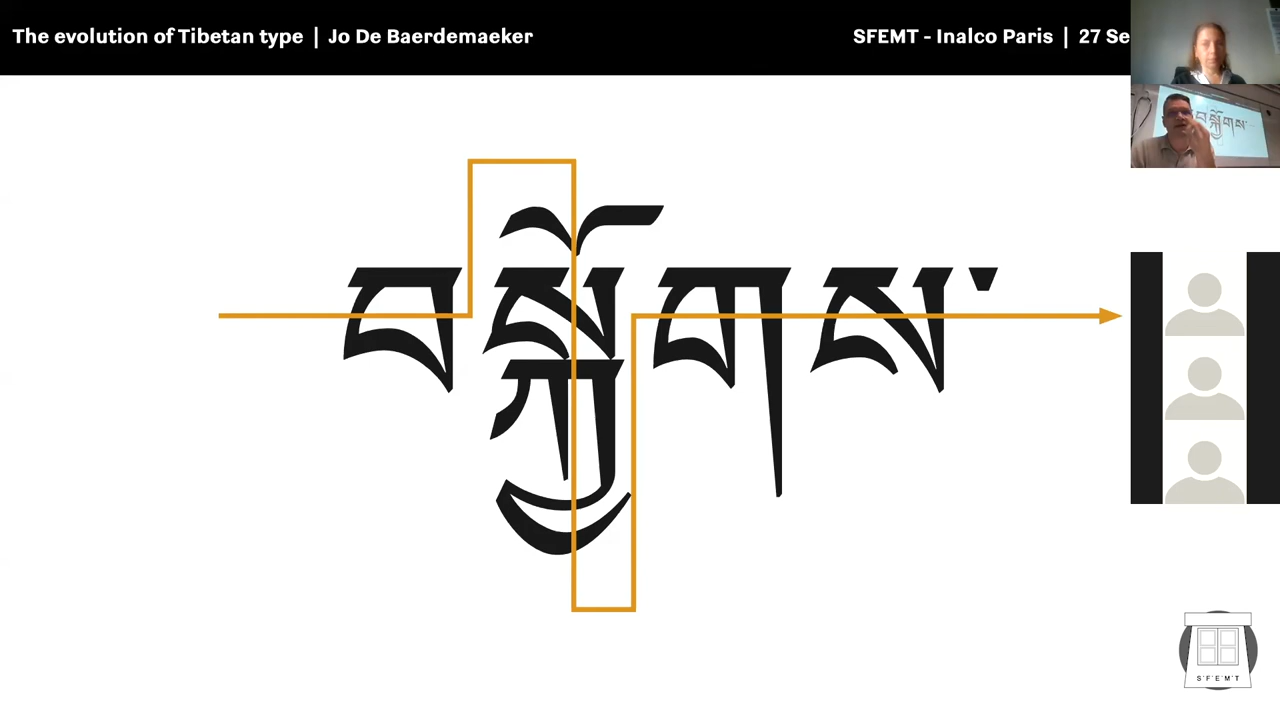 The evolution of Tibetan type | Jo De Baerdemaeker
SFEMT - Inalco Paris | 27 Se
བསྐྱོགས་
S·F·E·M·T